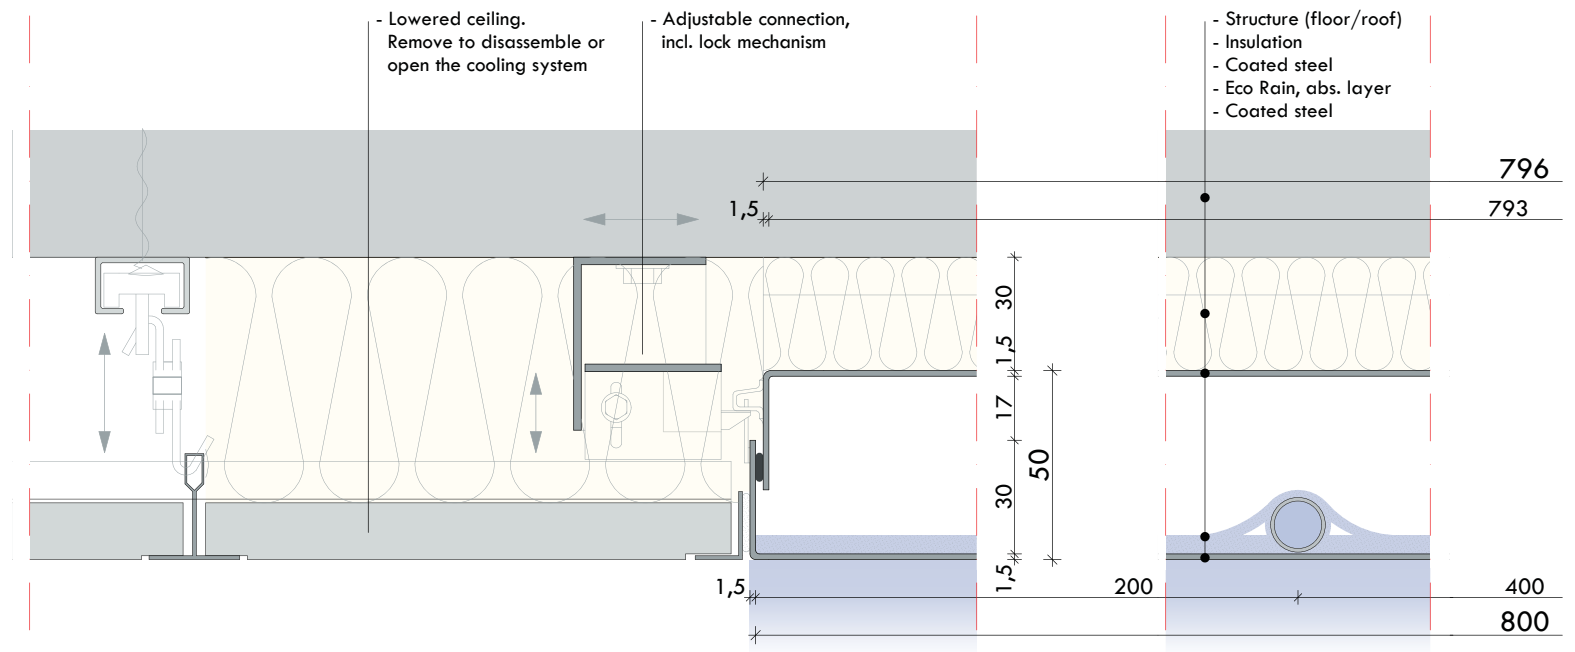 - Lowered ceiling.
Remove to disassemble or
open the cooling system
- Adjustable connection,
incl. lock mechanism
- Structure (floor/roof)
- Insulation
- Coated steel
- Eco Rain, abs. layer
- Coated steel
796
1,5
793
30
1,5
17
50
30
1,5
1,5
200
400
800